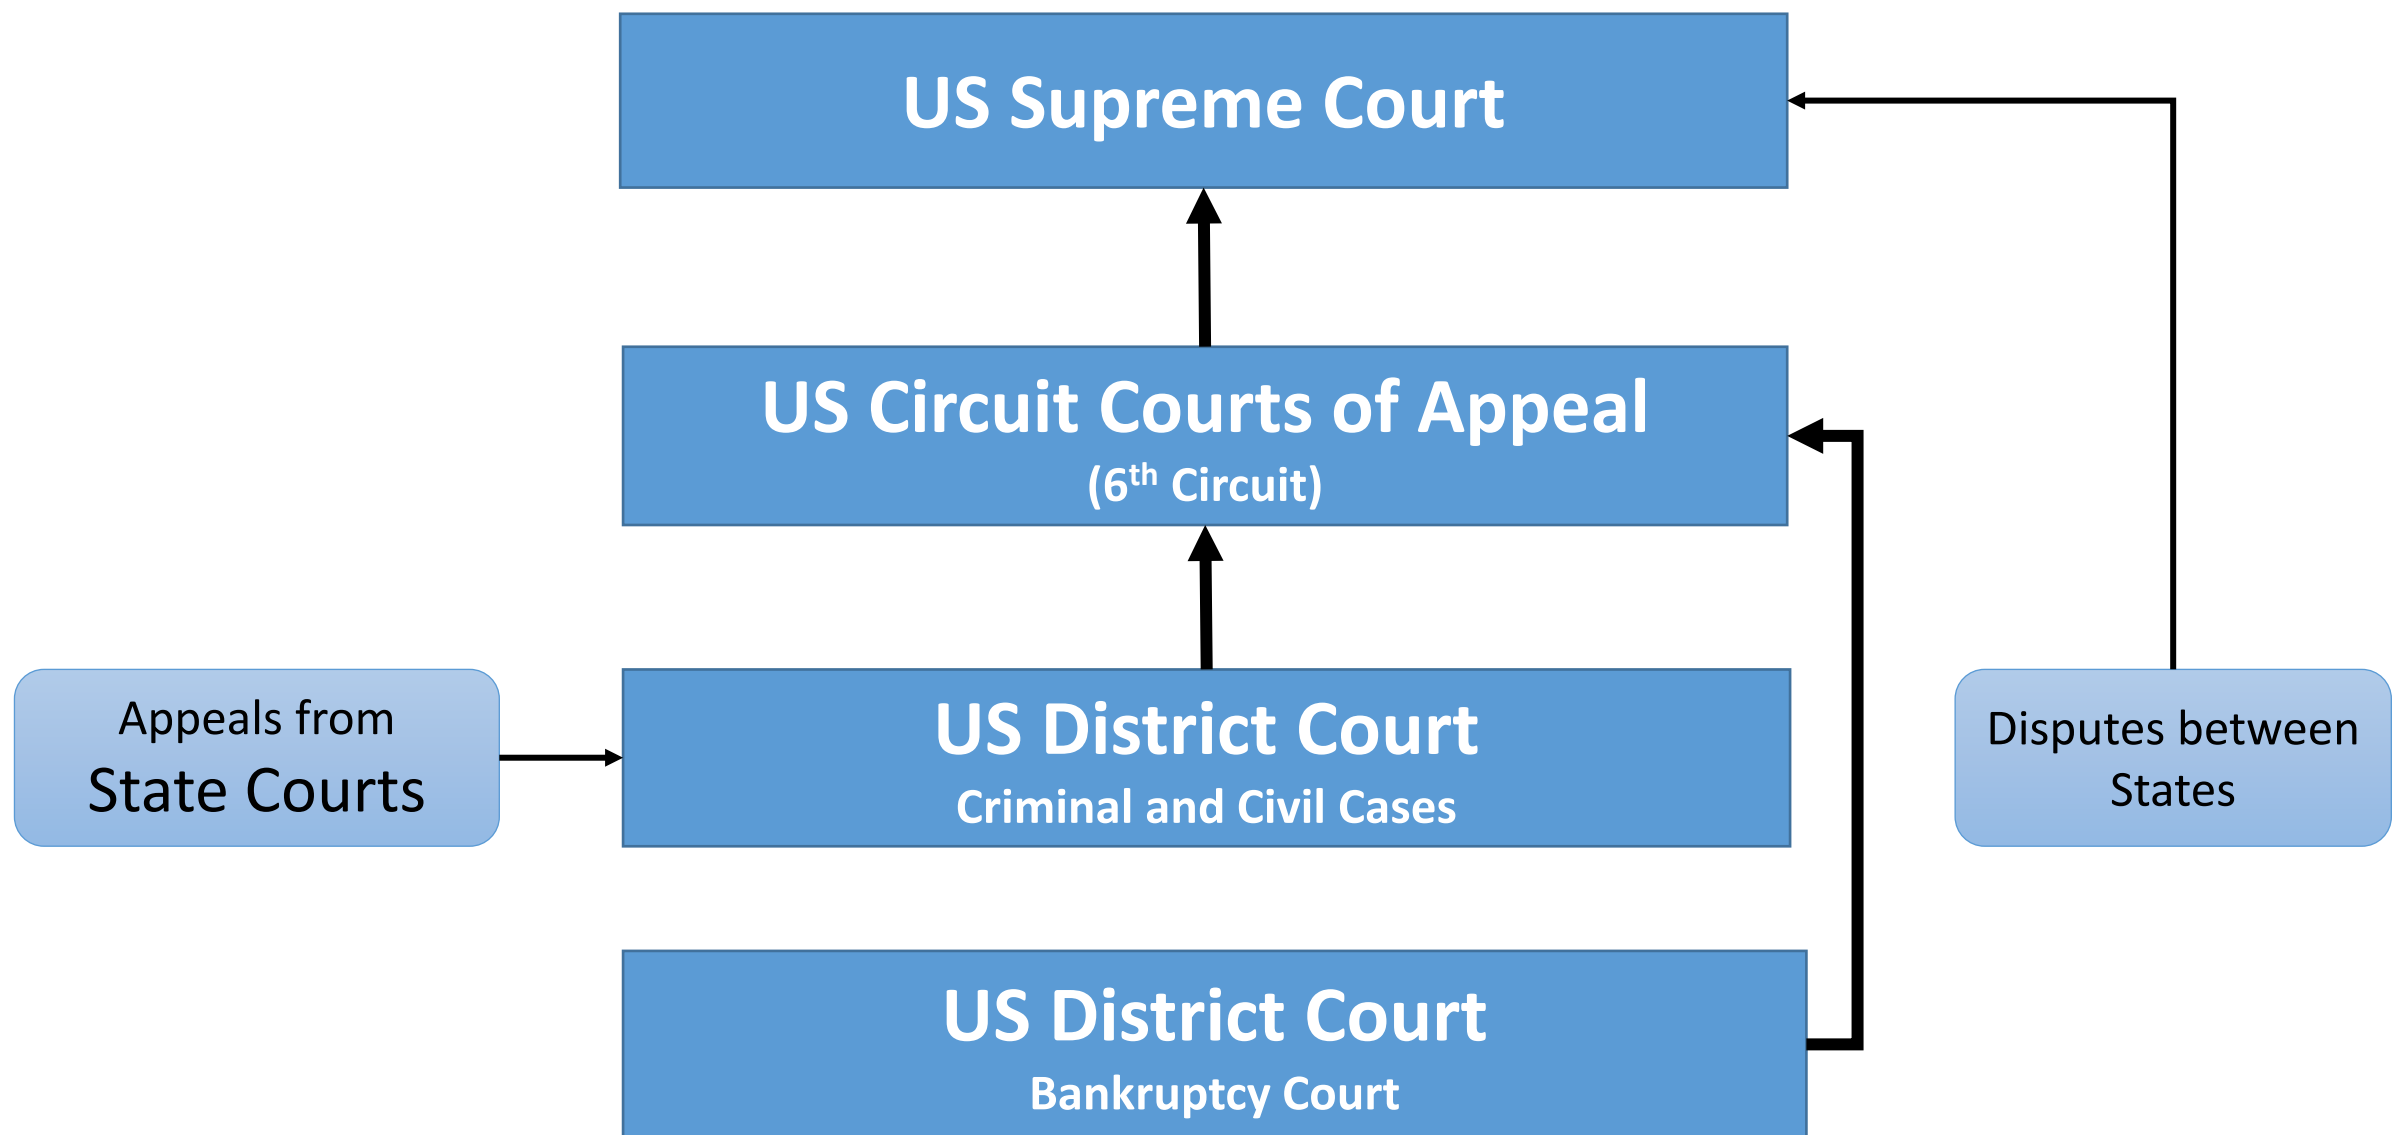 US Supreme Court
US Circuit Courts of Appeal
(6th Circuit)
Appeals from
State Courts
US District Court
Criminal and Civil Cases
Disputes between
States
US District Court
Bankruptcy Court